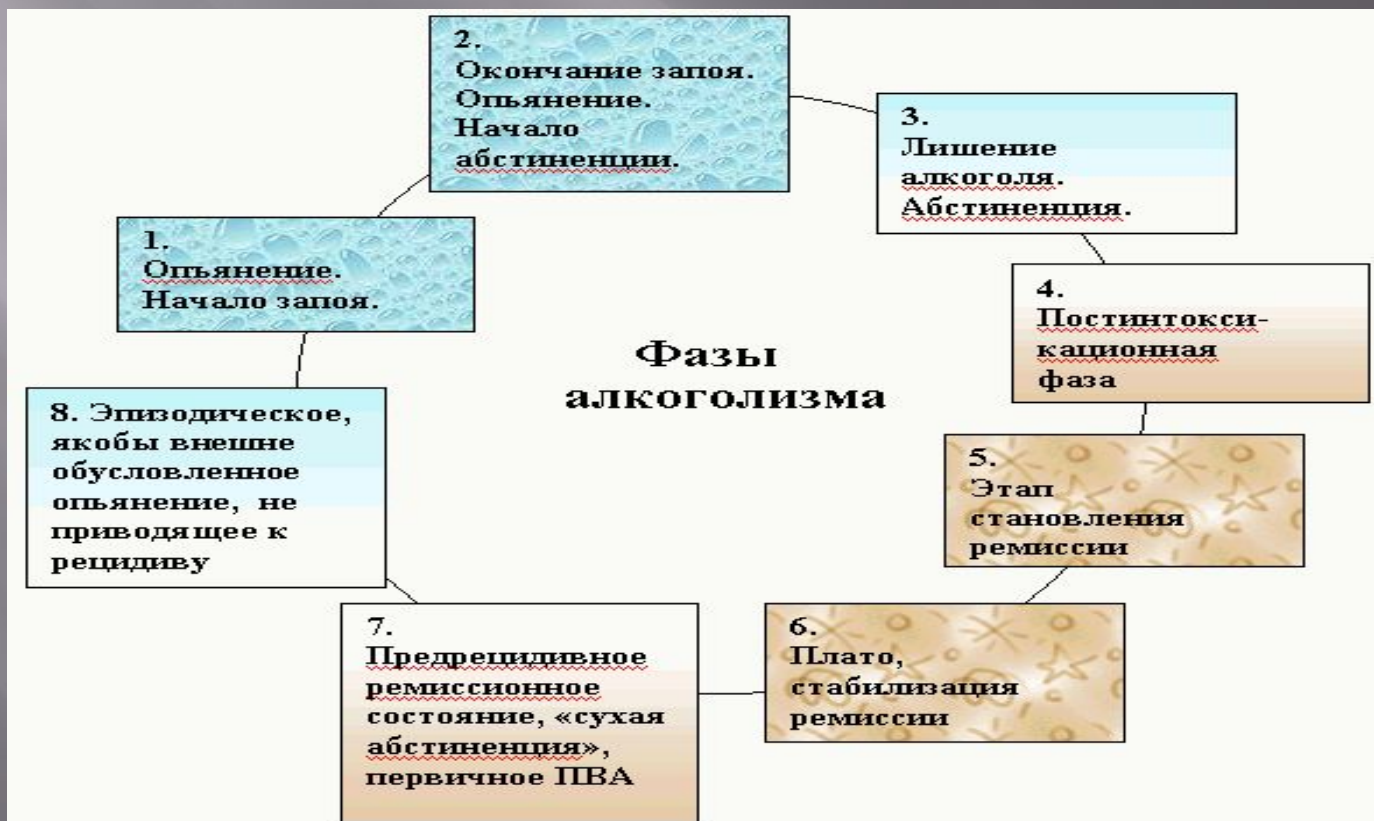 Фазы
алкоголизма
1.
Опьянение.
Начало запоя.
2.
Окончание запоя.
Опьянение.
Начало
абстиненции.
3.
Лишение
алкоголя.
Абстиненция.
4.
Постинтокси-
кационная
фаза
5.
Этап
становления
ремиссии
6.
Плато,
стабилизация
ремиссии
7.
Предрецидивное
ремиссионное
состояние, «сухая
абстиненция»,
первичное ПВА
8. Эпизодическое,
якобы внешне
обусловленное
опьянение, не
приводящее к
рецидиву